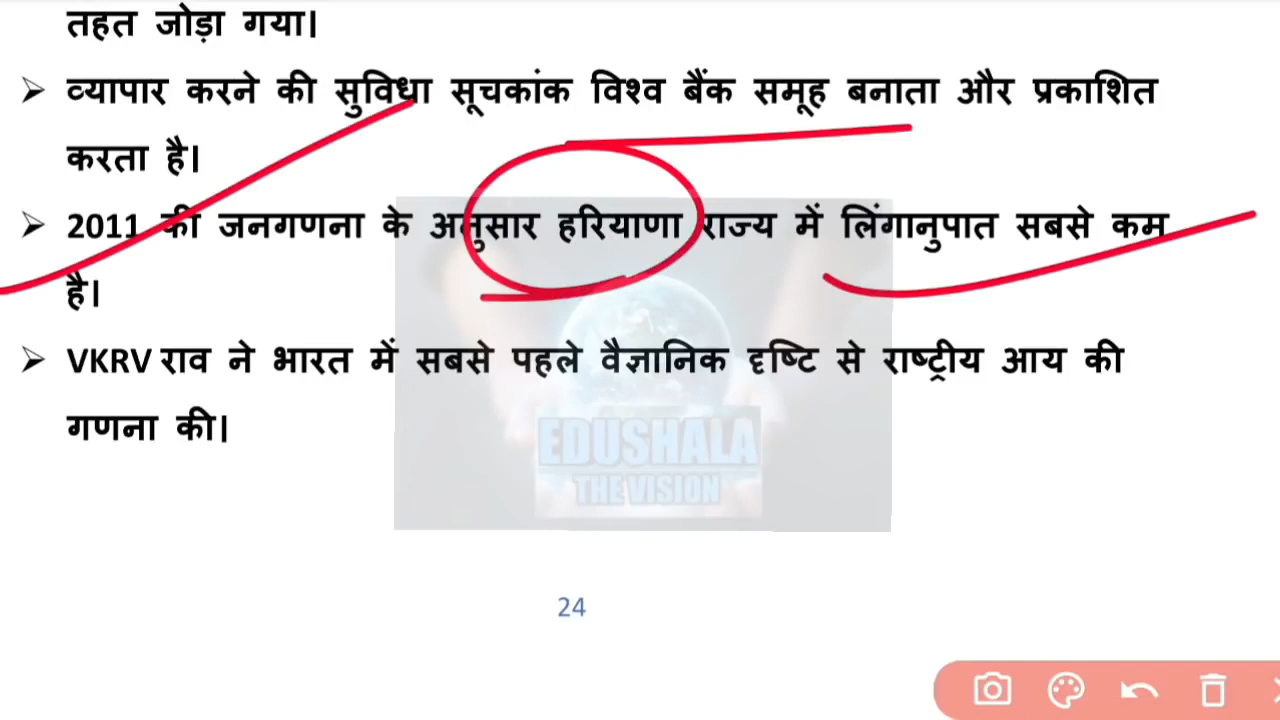 तहत जोड़ा गया।
➢ व्यापार करने की सुविधा सूचकांक विश्व बैंक समूह बनाता और प्रकाशित
करता है।
➢ 2011 की जनगणना के अनुसार हरियाणा राज्य में लिंगानुपात सबसे कम
है।
➢ VKRV राव ने भारत में सबसे पहले वैज्ञानिक दृष्टि से राष्ट्रीय आय की
गणना की।
EDUSHALA
THE VISION
24